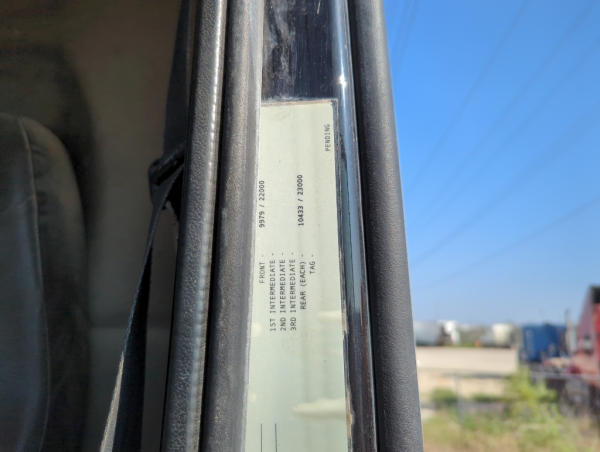 PENDING
FRONT - 9979 / 22000
1ST INTERMEDIATE -
2ND INTERMEDIATE -
3RD INTERMEDIATE -
REAR (EACH) - 10433 / 23000
TAG -